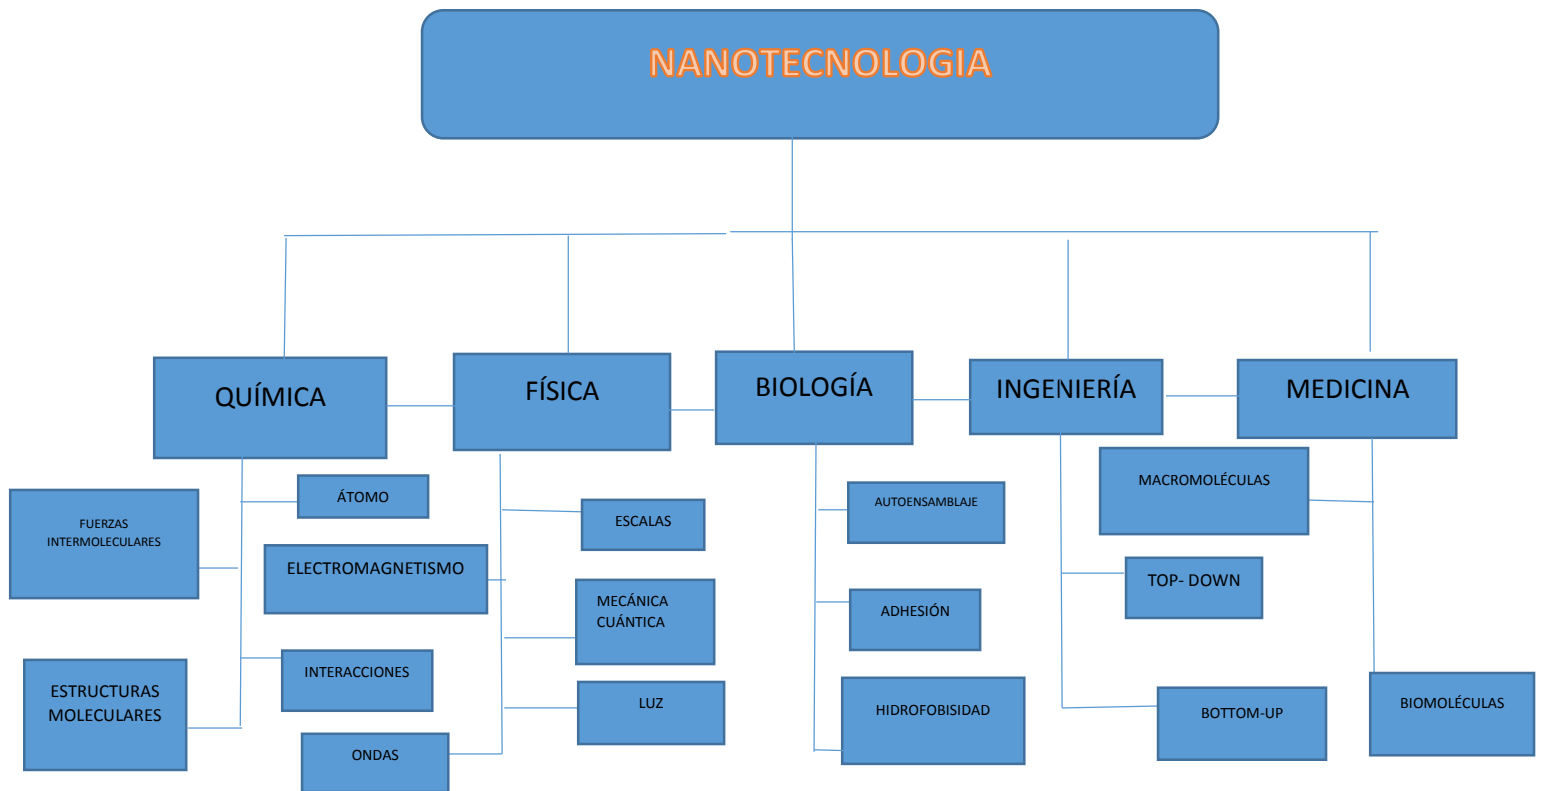 NANOTECNOLOGIA
QUÍMICA
FÍSICA
BIOLOGÍA
INGENIERÍA
MEDICINA
ÁTOMO
FUERZAS
INTERMOLECULARES
INTERACCIONES
ESTRUCTURAS
MOLECULARES
ESCALAS
ELECTROMAGNETISMO
MECÁNICA
CUÁNTICA
LUZ
ONDAS
AUTOENSAMBLAJE
ADHESIÓN
HIDROFOBISIDAD
TOP- DOWN
BOTTOM-UP
MACROMOLÉCULAS
BIOMOLÉCULAS